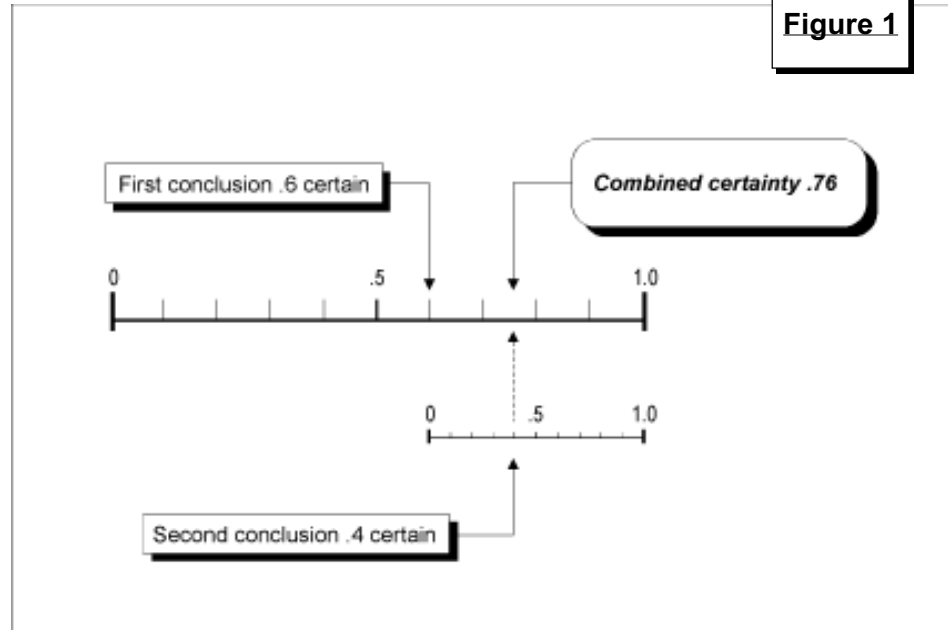 Figure 1
First conclusion .6 certain
Combined certainty .76
0 .5 1.0
0 .5 1.0
Second conclusion .4 certain